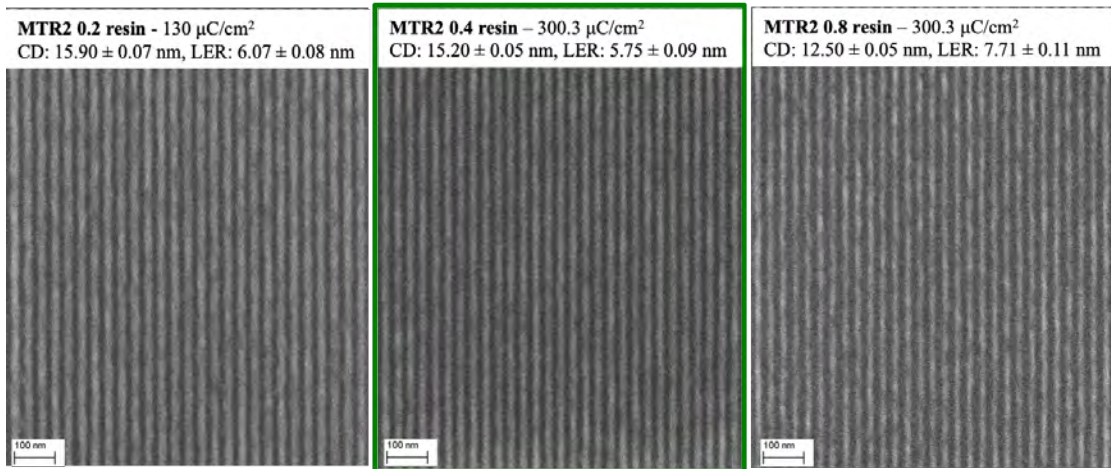 MTR2 0.2 resin - 130 μC/cm²
CD: 15.90 ± 0.07 nm, LER: 6.07 ± 0.08 nm
100 nm
MTR2 0.4 resin – 300.3 μC/cm²
CD: 15.20 ± 0.05 nm, LER: 5.75 ± 0.09 nm
100 nm
MTR2 0.8 resin – 300.3 μC/cm²
CD: 12.50 ± 0.05 nm, LER: 7.71 ± 0.11 nm
100 nm